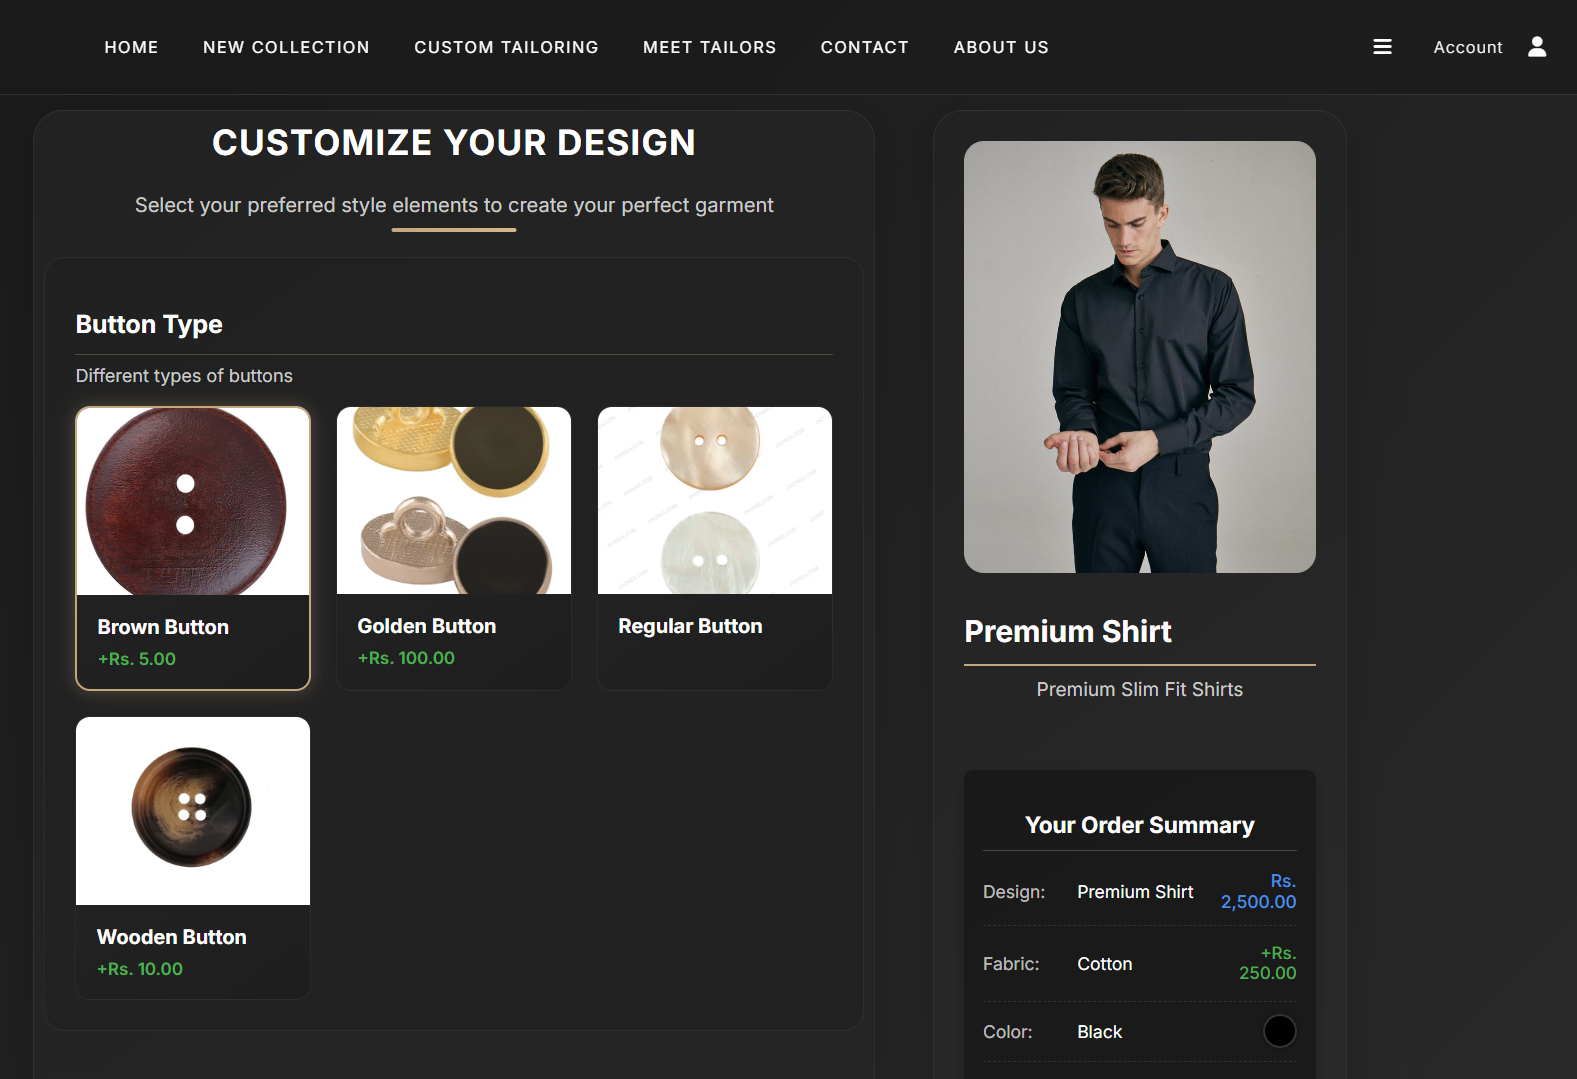 HOME NEW COLLECTION CUSTOM TAILORING MEET TAILORS CONTACT ABOUT US Account
CUSTOMIZE YOUR DESIGN
Select your preferred style elements to create your perfect garment
Button Type
Different types of buttons
Brown Button
+Rs. 5.00
Golden Button
+Rs. 100.00
Regular Button
Wooden Button
+Rs. 10.00
Premium Shirt
Premium Slim Fit Shirts
Your Order Summary
Design: Premium Shirt Rs.
2,500.00
Fabric: Cotton +Rs.
250.00
Color: Black